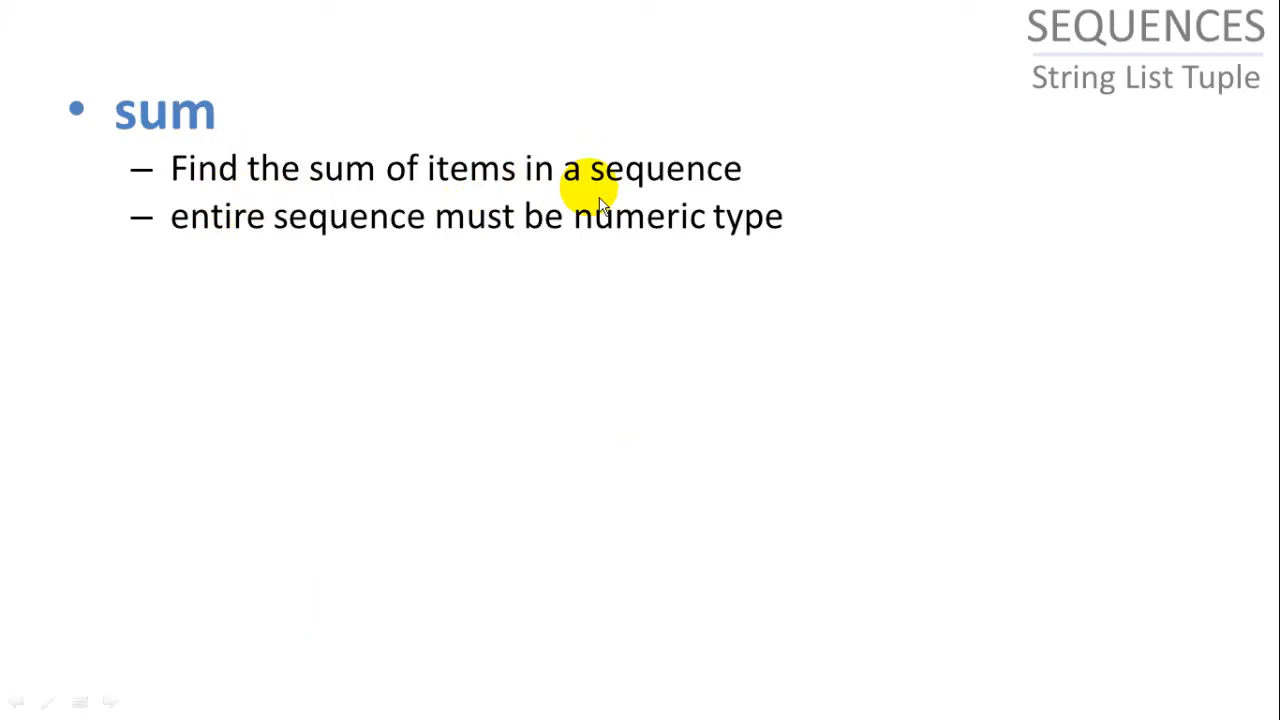 SEQUENCES
String List Tuple
• sum
– Find the sum of items in a sequence
– entire sequence must be numeric type